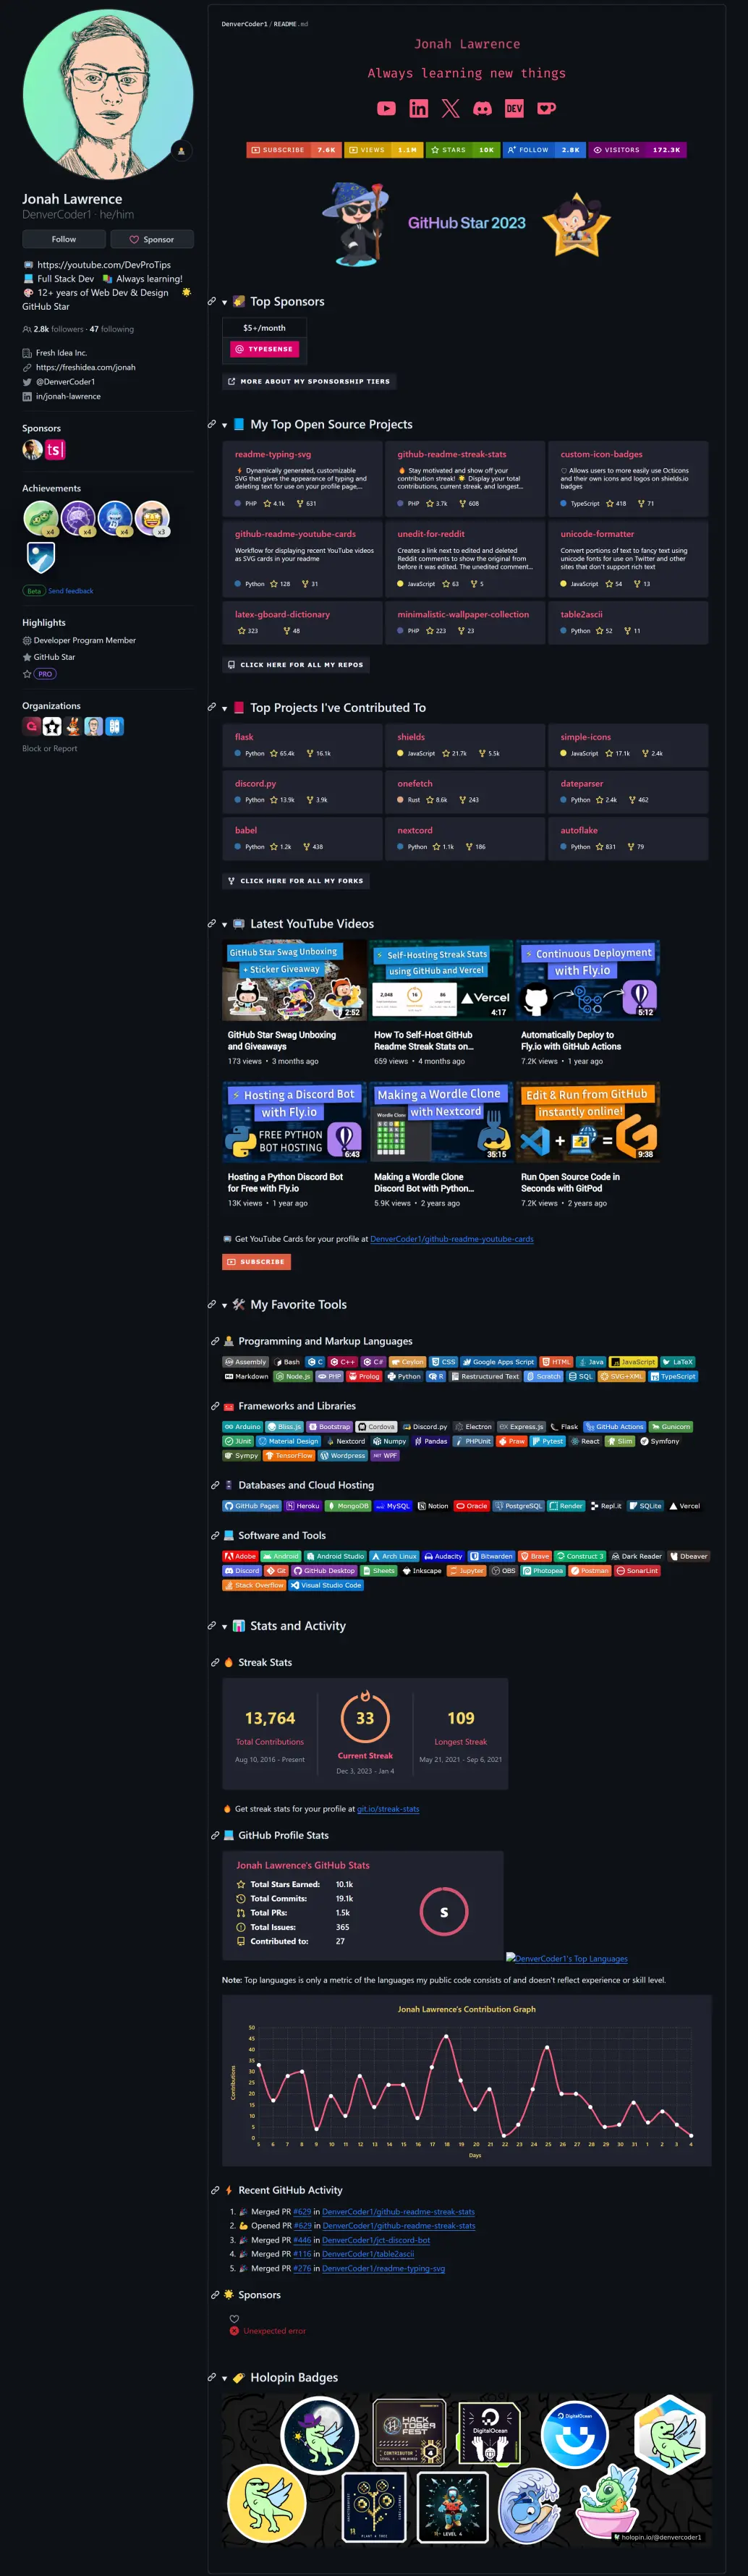 Jonah Lawrence
DenverCoder1 · he/him
Follow
Sponsor
https://youtube.com/DevProTips
Full Stack Dev Always learning!
12+ years of Web Dev & Design
GitHub Star
2.8k followers · 47 following
Fresh Idea Inc.
https://freshidea.com/jonah
@DenverCoder1
in/jonah-lawrence
Sponsors
ts|
Achievements
x4
x4
x4
x3
Beta Send feedback
Highlights
Developer Program Member
GitHub Star
PRO
Organizations
Block or Report
DenverCoder1 / README.md
Jonah Lawrence
Always learning new things
DEV
SUBSCRIBE 7.6K
VIEWS 1.1M
STARS 10K
FOLLOW 2.8K
VISITORS 172.3K
GitHub Star 2023
Top Sponsors
$5+/month
TYPESENSE
MORE ABOUT MY SPONSORSHIP TIERS
My Top Open Source Projects
readme-typing-svg
Dynamically generated, customizable
SVG that gives the appearance of typing and
deleting text for use on your profile page,...
PHP 4.1k 631
github-readme-streak-stats
Stay motivated and show off your
contribution streak! Display your total
contributions, current streak, and longest...
PHP 3.7k 608
custom-icon-badges
Allows users to more easily use Octicons
and their own icons and logos on shields.io
badges
TypeScript 418 71
github-readme-youtube-cards
Workflow for displaying recent YouTube videos
as SVG cards in your readme
Python 128 31
unedit-for-reddit
Creates a link next to edited and deleted
Reddit comments to show the original from
before it was edited. The unedited comment...
JavaScript 63 5
unicode-formatter
Convert portions of text to fancy text using
unicode fonts for use on Twitter and other
sites that don't support rich text
JavaScript 54 13
latex-gboard-dictionary
323 48
minimalistic-wallpaper-collection
PHP 223 23
table2ascii
Python 52 11
CLICK HERE FOR ALL MY REPOS
Top Projects I've Contributed To
flask
Python 65.4k 16.1k
shields
JavaScript 21.7k 5.5k
simple-icons
JavaScript 17.1k 2.4k
discord.py
Python 13.9k 3.9k
onefetch
Rust 8.6k 243
dateparser
Python 2.4k 462
babel
Python 1.2k 438
nextcord
Python 1.1k 186
autoflake
Python 831 79
CLICK HERE FOR ALL MY FORKS
Latest YouTube Videos
GitHub Star Swag Unboxing
+ Sticker Giveaway
2:52
GitHub Star Swag Unboxing
and Giveaways
173 views • 3 months ago
Self-Hosting Streak Stats
using GitHub and Vercel
2,048 16 86
Vercel
4:17
How To Self-Host GitHub
Readme Streak Stats on...
659 views • 4 months ago
Continuous Deployment
with Fly.io
5:12
Automatically Deploy to
Fly.io with GitHub Actions
7.2K views • 1 year ago
Hosting a Discord Bot
with Fly.io
FREE PYTHON
BOT HOSTING
6:43
Hosting a Python Discord Bot
for Free with Fly.io
13K views • 1 year ago
Making a Wordle Clone
with Nextcord
Wordle Clone
35:15
Making a Wordle Clone
Discord Bot with Python...
5.9K views • 2 years ago
Edit & Run from GitHub
instantly online!
9:38
Run Open Source Code in
Seconds with GitPod
7.2K views • 2 years ago
Get YouTube Cards for your profile at DenverCoder1/github-readme-youtube-cards
SUBSCRIBE
My Favorite Tools
Programming and Markup Languages
Assembly Bash C C++ C# Ceylon CSS Google Apps Script HTML Java JavaScript LaTeX
Markdown Node.js PHP Prolog Python R Restructured Text Scratch SQL SVG+XML TypeScript
Frameworks and Libraries
Arduino Bliss.js Bootstrap Cordova Discord.py Electron Express.js Flask GitHub Actions Gunicorn
JUnit Material Design Nextcord Numpy Pandas PHPUnit Praw Pytest React Slim Symfony
Sympy TensorFlow Wordpress WPF
Databases and Cloud Hosting
GitHub Pages Heroku MongoDB MySQL Notion Oracle PostgreSQL Render Repl.it SQLite Vercel
Software and Tools
Adobe Android Android Studio Arch Linux Audacity Bitwarden Brave Construct 3 Dark Reader Dbeaver
Discord Git GitHub Desktop Sheets Inkscape Jupyter OBS Photopea Postman SonarLint
Stack Overflow Visual Studio Code
Stats and Activity
Streak Stats
13,764
Total Contributions
Aug 10, 2016 - Present
33
Current Streak
Dec 3, 2023 - Jan 4
109
Longest Streak
May 21, 2021 - Sep 6, 2021
Get streak stats for your profile at git.io/streak-stats
GitHub Profile Stats
Jonah Lawrence's GitHub Stats
Total Stars Earned: 10.1k
Total Commits: 19.1k
Total PRs: 1.5k
Total Issues: 365
Contributed to: 27
S
DenverCoder1's Top Languages
Note: Top languages is only a metric of the languages my public code consists of and doesn't reflect experience or skill level.
Jonah Lawrence's Contribution Graph
Contributions
50
45
40
35
30
25
20
15
10
5
0
5 6 7 8 9 10 11 12 13 14 15 16 17 18 19 20 21 22 23 24 25 26 27 28 29 30 31 1 2 3 4
Days
Recent GitHub Activity
1. Merged PR #629 in DenverCoder1/github-readme-streak-stats
2. Opened PR #629 in DenverCoder1/github-readme-streak-stats
3. Merged PR #446 in DenverCoder1/jct-discord-bot
4. Merged PR #116 in DenverCoder1/table2ascii
5. Merged PR #276 in DenverCoder1/readme-typing-svg
Sponsors
Unexpected error
Holopin Badges
HACK
TOBER
FEST
CONTRIBUTOR
4
DigitalOcean
DigitalOcean
PLANT A TREE
LEVEL 4
holopin.io/@denvercoder1